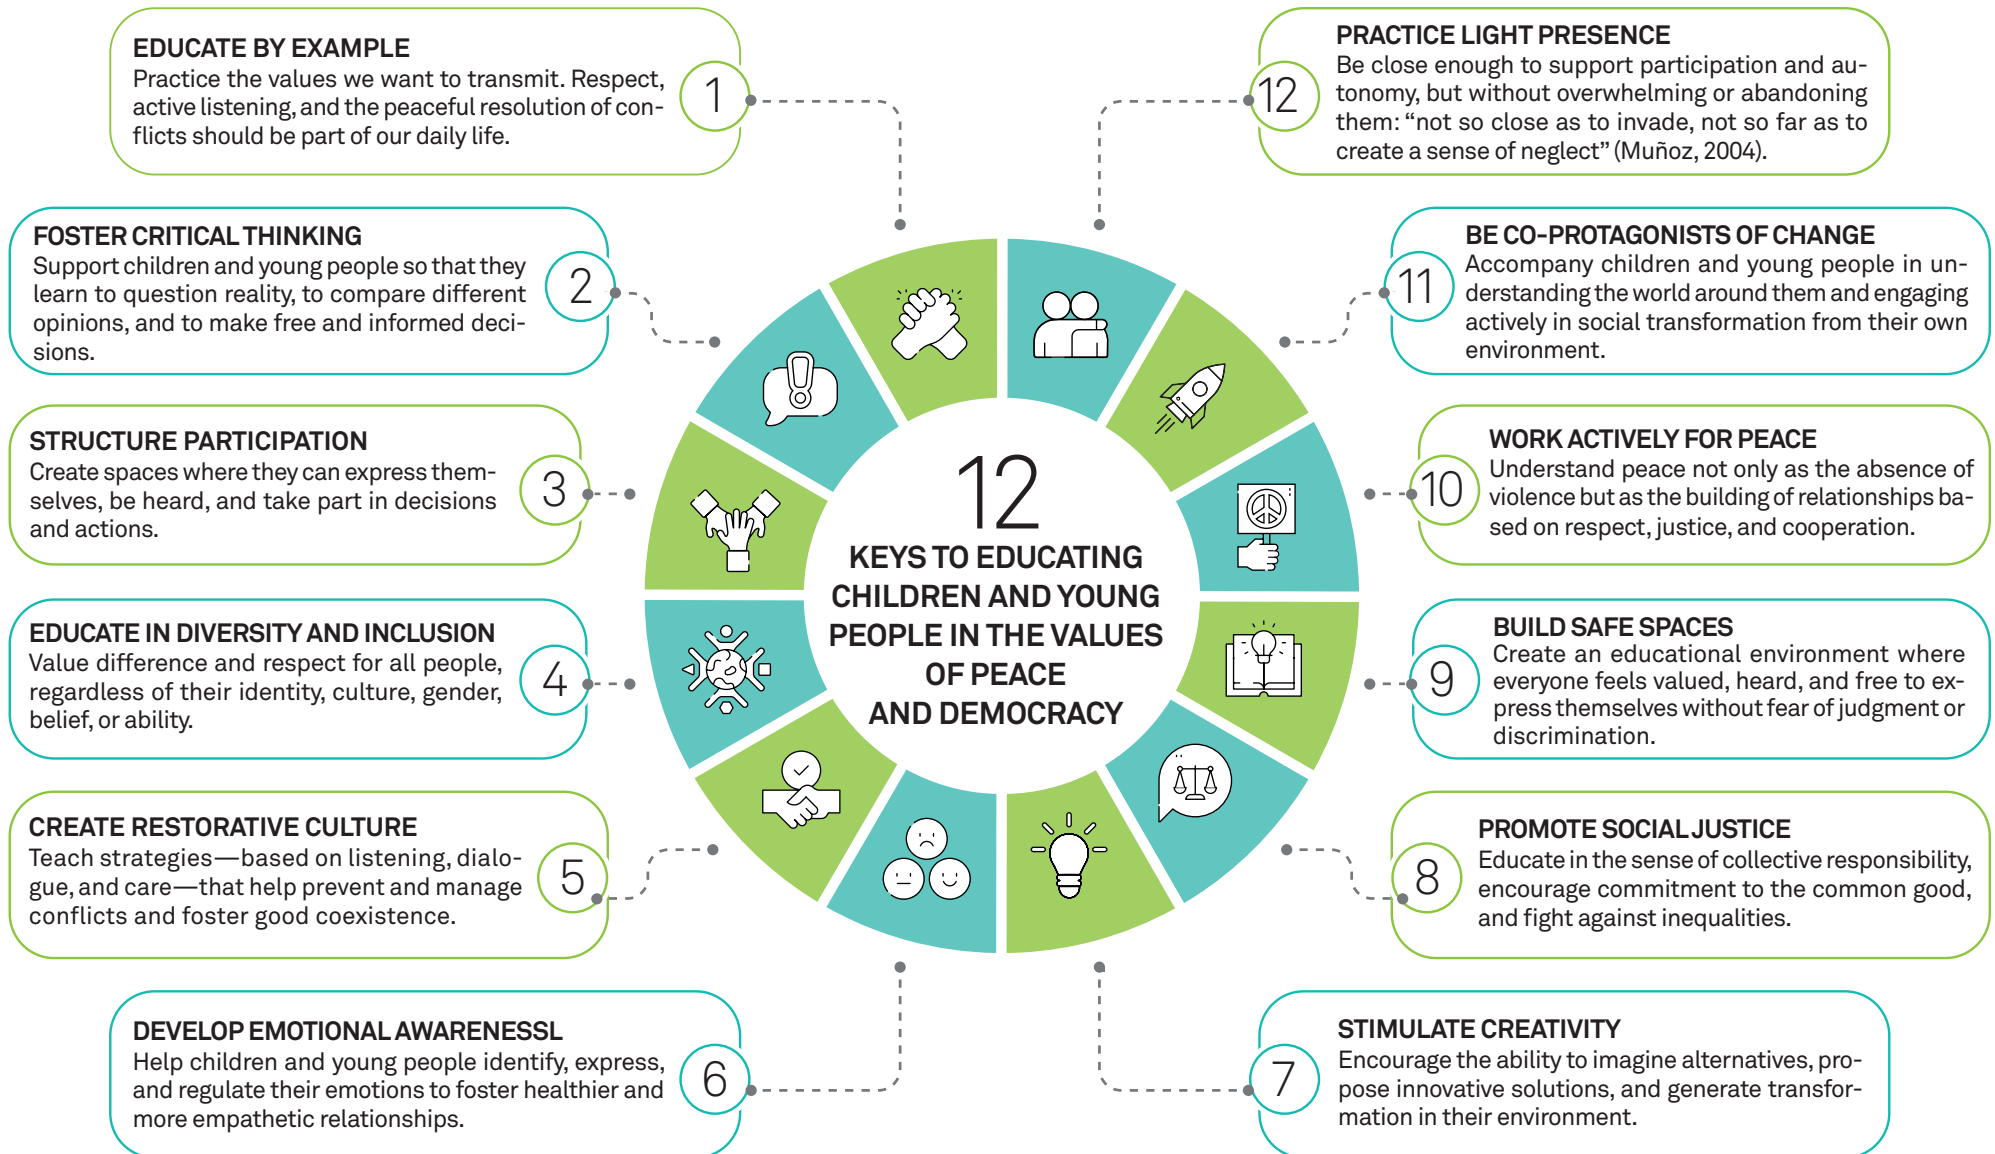 EDUCATE BY EXAMPLE
Practice the values we want to transmit. Respect,
active listening, and the peaceful resolution of con-
flicts should be part of our daily life.
1
FOSTER CRITICAL THINKING
Support children and young people so that they
learn to question reality, to compare different
opinions, and to make free and informed deci-
sions.
2
STRUCTURE PARTICIPATION
Create spaces where they can express them-
selves, be heard, and take part in decisions
and actions.
3
EDUCATE IN DIVERSITY AND INCLUSION
Value difference and respect for all people,
regardless of their identity, culture, gender,
belief, or ability.
4
CREATE RESTORATIVE CULTURE
Teach strategies—based on listening, dialo-
gue, and care—that help prevent and manage
conflicts and foster good coexistence.
5
DEVELOP EMOTIONAL AWARENESSL
Help children and young people identify, express,
and regulate their emotions to foster healthier and
more empathetic relationships.
6
12
KEYS TO EDUCATING
CHILDREN AND YOUNG
PEOPLE IN THE VALUES
OF PEACE
AND DEMOCRACY
7
STIMULATE CREATIVITY
Encourage the ability to imagine alternatives, pro-
pose innovative solutions, and generate transfor-
mation in their environment.
8
PROMOTE SOCIAL JUSTICE
Educate in the sense of collective responsibility,
encourage commitment to the common good,
and fight against inequalities.
9
BUILD SAFE SPACES
Create an educational environment where
everyone feels valued, heard, and free to ex-
press themselves without fear of judgment or
discrimination.
10
WORK ACTIVELY FOR PEACE
Understand peace not only as the absence of
violence but as the building of relationships ba-
sed on respect, justice, and cooperation.
11
BE CO-PROTAGONISTS OF CHANGE
Accompany children and young people in un-
derstanding the world around them and engaging
actively in social transformation from their own
environment.
12
PRACTICE LIGHT PRESENCE
Be close enough to support participation and au-
tonomy, but without overwhelming or abandoning
them: “not so close as to invade, not so far as to
create a sense of neglect” (Muñoz, 2004).